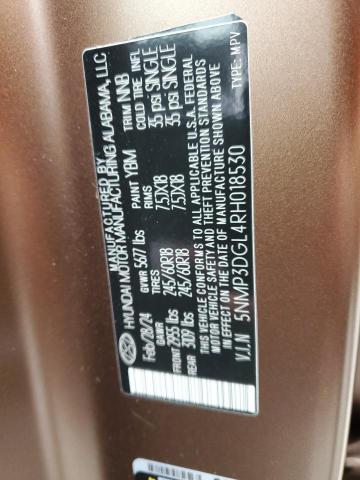 MANUFACTURED BY
HYUNDAI MOTOR MANUFACTURING ALABAMA, LLC
Feb/28/24 PAINT YBM TRIM NNB
GVWR 5677 lbs
GAWR TIRES RIMS COLD TIRE INFL
FRONT 2955 lbs 245/60R18 7.5JX18 35 psi SINGLE
REAR 3109 lbs 245/60R18 7.5JX18 35 psi SINGLE
THIS VEHICLE CONFORMS TO ALL APPLICABLE U.S.A. FEDERAL
MOTOR VEHICLE SAFETY AND THEFT PREVENTION STANDARDS
IN EFFECT ON THE DATE OF MANUFACTURE SHOWN ABOVE
V.I.N 5NMP3DGL4RH018530
TYPE: MPV